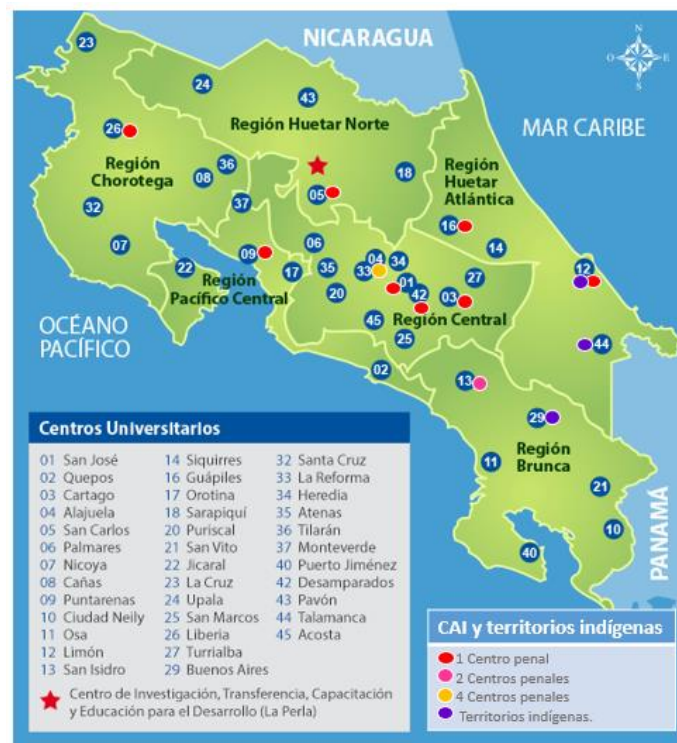 NICARAGUA
N
O
E
S
MAR CARIBE
23
24
43
Región Huetar Norte
26
Región
Chorotega
36
08
18
Región
Huetar
Atlántica
05
32
37
16
07
06
09
14
22
Región
Pacífico Central
17
35
04
34
33
01
27
12
20
42
03
45
Región Central
25
44
OCÉANO
PACÍFICO
02
13
29
Región
Brunca
11
21
10
40
PANAMÁ
Centros Universitarios
01 San José
02 Quepos
03 Cartago
04 Alajuela
05 San Carlos
06 Palmares
07 Nicoya
08 Cañas
09 Puntarenas
10 Ciudad Neily
11 Osa
12 Limón
13 San Isidro
14 Siquirres
16 Guápiles
17 Orotina
18 Sarapiquí
20 Puriscal
21 San Vito
22 Jicaral
23 La Cruz
24 Upala
25 San Marcos
26 Liberia
27 Turrialba
29 Buenos Aires
32 Santa Cruz
33 La Reforma
34 Heredia
35 Atenas
36 Tilarán
37 Monteverde
40 Puerto Jiménez
42 Desamparados
43 Pavón
44 Talamanca
45 Acosta
Centro de Investigación, Transferencia, Capacitación
y Educación para el Desarrollo (La Perla)
CAI y territorios indígenas
1 Centro penal
2 Centros penales
4 Centros penales
Territorios indígenas.